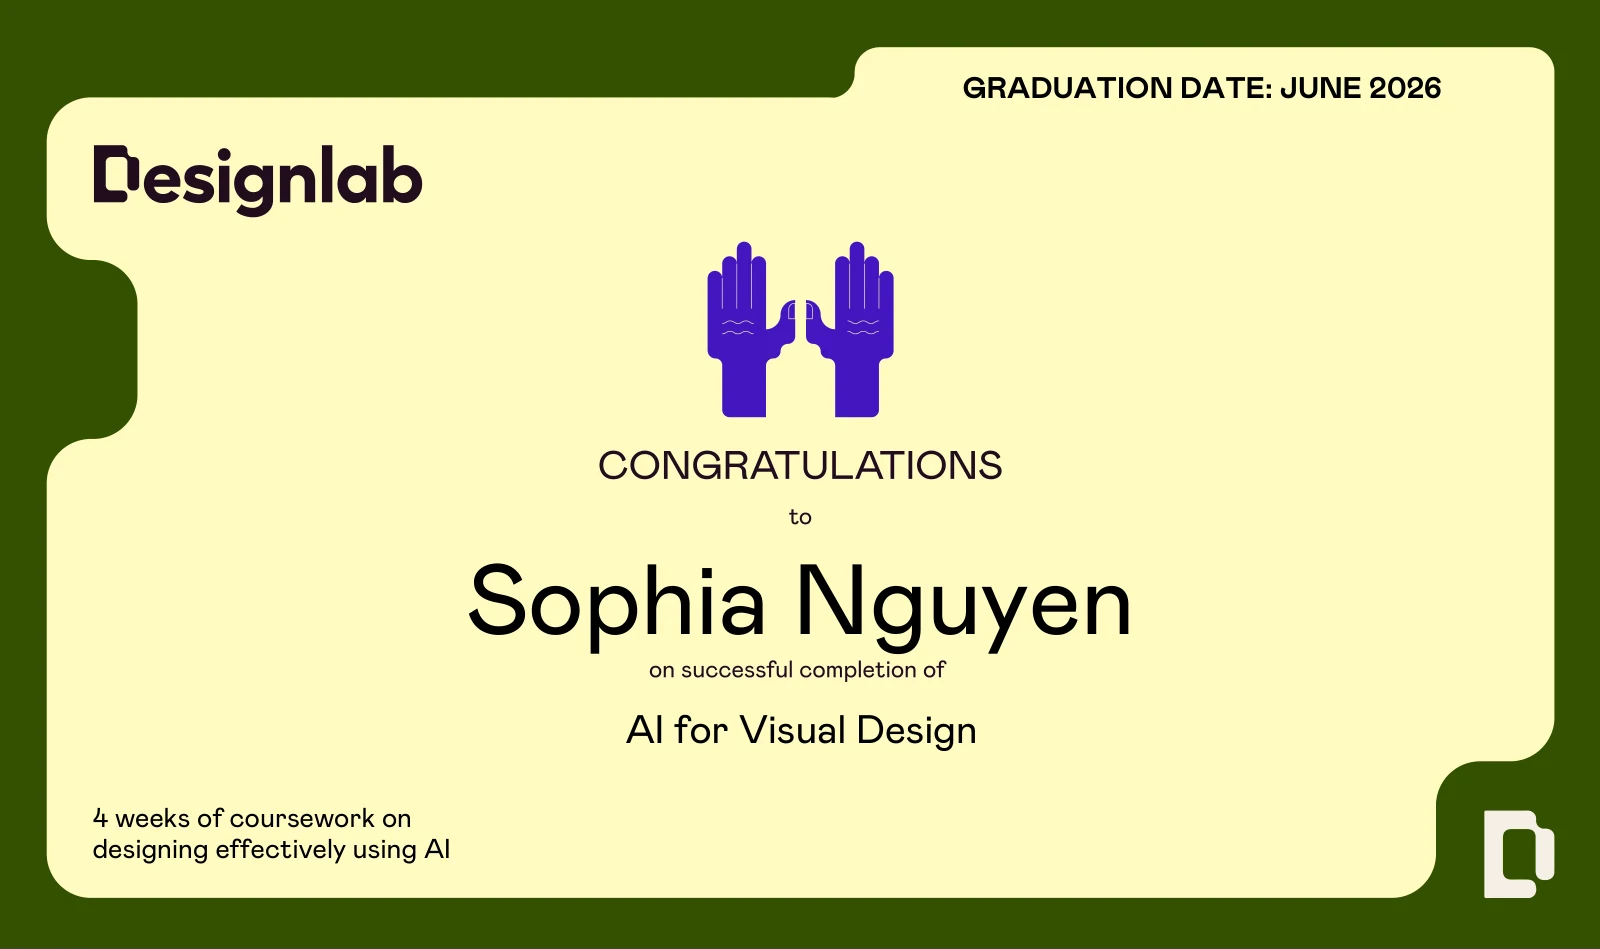 GRADUATION DATE: JUNE 2026
Designlab
CONGRATULATIONS
to
Sophia Nguyen
on successful completion of
AI for Visual Design
4 weeks of coursework on
designing effectively using AI